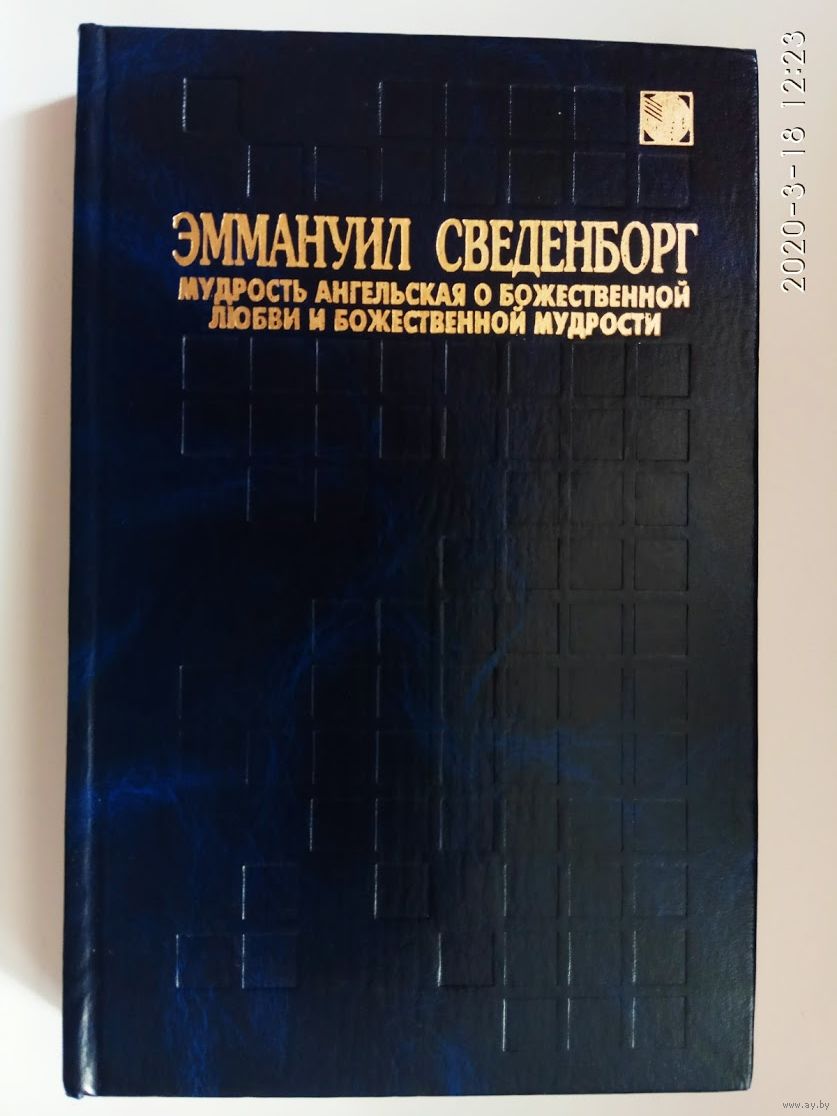 ЭММАНУИЛ СВЕДЕНБОРГ
МУДРОСТЬ АНГЕЛЬСКАЯ О БОЖЕСТВЕННОЙ
ЛЮБВИ И БОЖЕСТВЕННОЙ МУДРОСТИ
2020-3-18 12:23
www.ay.by